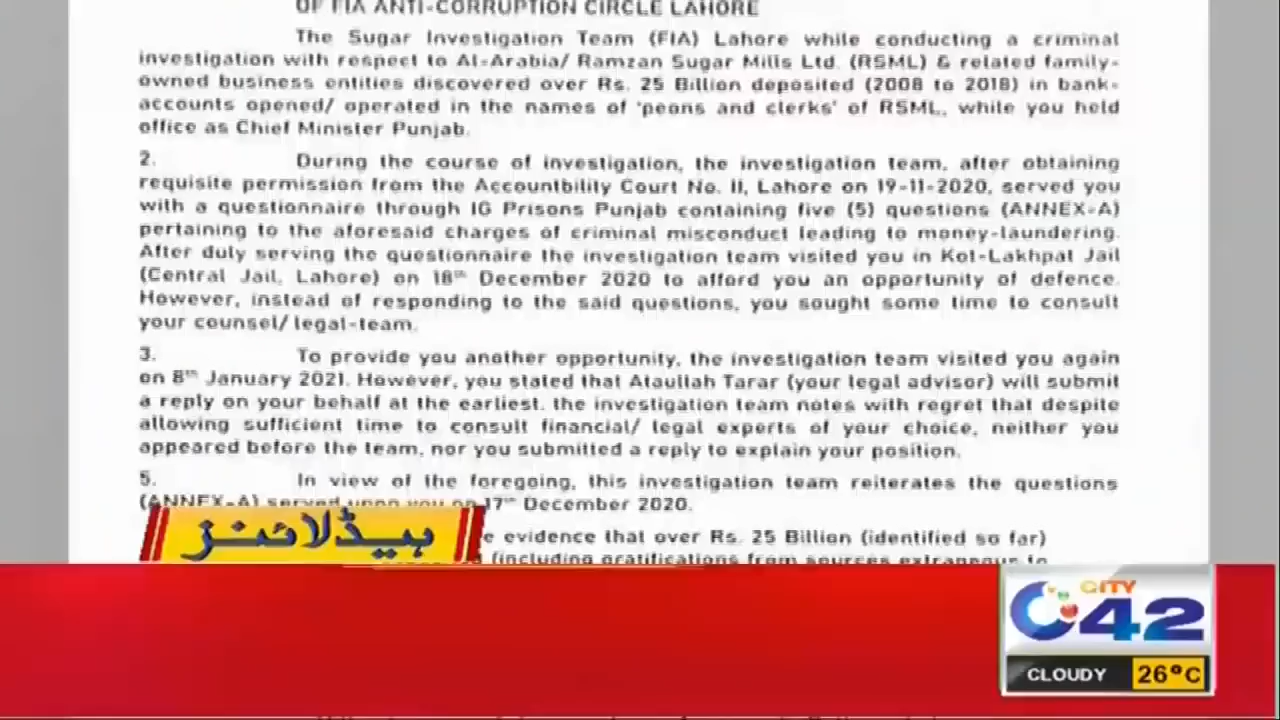 OF FIA ANTI-CORRUPTION CIRCLE LAHORE
The Sugar Investigation Team (FIA) Lahore while conducting a criminal
investigation with respect to Al-Arabia/ Ramzan Sugar Mills Ltd. (RSML) & related family-
owned business entities discovered over Rs. 25 Billion deposited (2008 to 2018) in bank-
accounts opened/ operated in the names of 'peons and clerks' of RSML, while you held
office as Chief Minister Punjab.
2. During the course of investigation, the investigation team, after obtaining
requisite permission from the Accountbility Court No. II, Lahore on 19-11-2020, served you
with a questionnaire through IG Prisons Punjab containing five (5) questions (ANNEX-A)
pertaining to the aforesaid charges of criminal misconduct leading to money-laundering.
After duly serving the questionnaire the investigation team visited you in Kot-Lakhpat Jail
(Central Jail, Lahore) on 18th December 2020 to afford you an opportunity of defence.
However, instead of responding to the said questions, you sought some time to consult
your counsel/ legal-team.
3. To provide you another opportunity, the investigation team visited you again
on 8th January 2021. However, you stated that Ataullah Tarar (your legal advisor) will submit
a reply on your behalf at the earliest. the investigation team notes with regret that despite
allowing sufficient time to consult financial/ legal experts of your choice, neither you
appeared before the team, nor you submitted a reply to explain your position.
5. In view of the foregoing, this investigation team reiterates the questions
(ANNEX-A) served upon you on 17th December 2020.
evidence that over Rs. 25 Billion (identified so far)
(including gratifications from sources extraneous to
ہیڈلائنز
CITY
42
CLOUDY 26°C